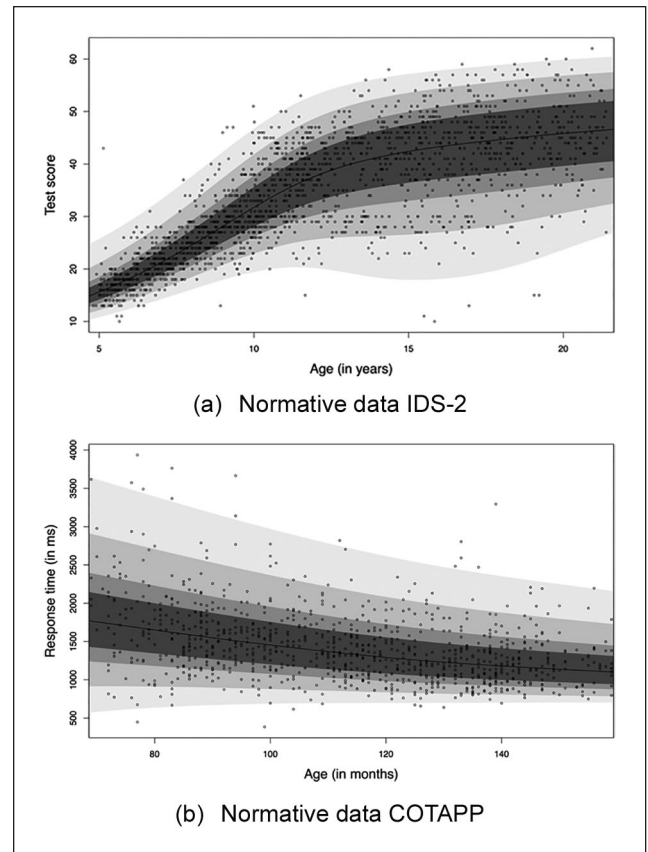 60
50
40
30
20
10
Test score
5 10 15 20
Age (in years)
(a) Normative data IDS-2
4000
3500
3000
2500
2000
1500
1000
500
Response time (in ms)
80 100 120 140
Age (in months)
(b) Normative data COTAPP